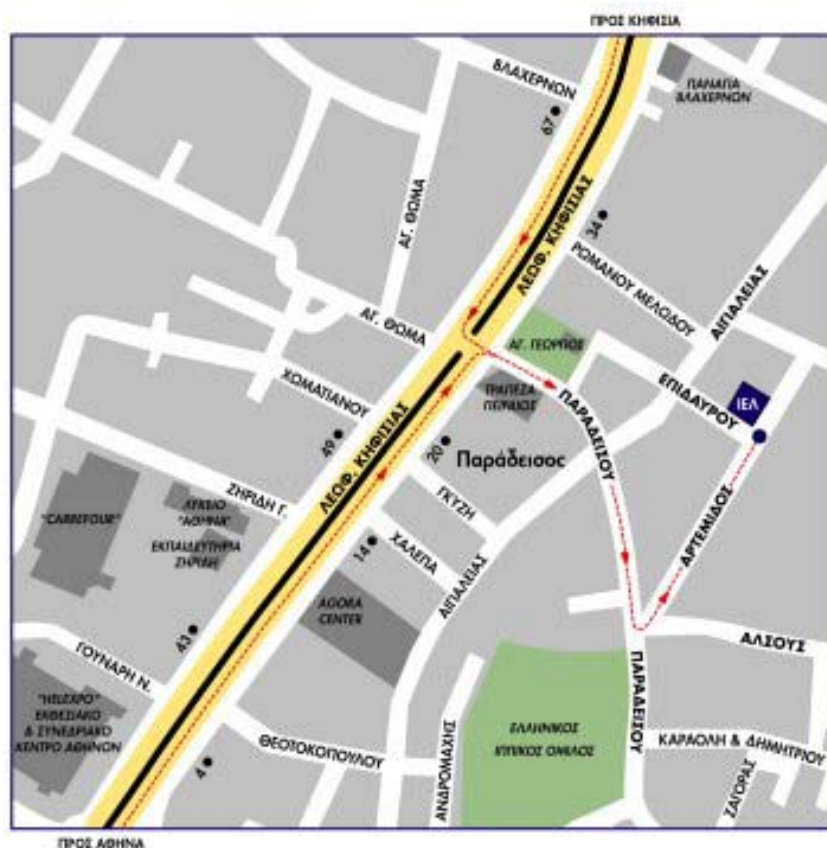 ΠΡΟΣ ΚΗΦΙΣΙΑ
ΒΛΑΧΕΡΝΩΝ
ΠΑΝΑΓΙΑ
ΒΛΑΧΕΡΝΩΝ
67
ΑΓ. ΘΩΜΑ
ΛΕΩΦ. ΚΗΦΙΣΙΑΣ
34
ΡΩΜΑΝΟΥ ΜΕΛΩΔΟΥ
ΑΙΓΙΑΛΕΙΑΣ
ΑΓ. ΘΩΜΑ
ΑΓ. ΓΕΩΡΓΙΟΣ
ΧΩΜΑΤΙΑΝΟΥ
ΤΡΑΠΕΖΑ
ΠΕΙΡΑΙΩΣ
ΕΠΙΔΑΥΡΟΥ
ΙΕΛ
ΠΑΡΑΔΕΙΣΟΥ
49
ΛΕΩΦ. ΚΗΦΙΣΙΑΣ
20
Παράδεισος
ΖΗΡΙΔΗ Γ.
ΓΚΥΖΗ
"CARREFOUR"
ΛΥΚΕΙΟ
"ΑΘΗΝΑ"
ΕΚΠΑΙΔΕΥΤΗΡΙΑ
ΖΗΡΙΔΗ
14
ΧΑΛΕΠΑ
ΑΡΤΕΜΙΔΟΣ
ΑΙΓΙΑΛΕΙΑΣ
AGORA
CENTER
43
ΑΛΣΟΥΣ
ΓΟΥΝΑΡΗ Ν.
ΠΑΡΑΔΕΙΣΟΥ
"HELEXPO"
ΕΚΘΕΣΙΑΚΟ
& ΣΥΝΕΔΡΙΑΚΟ
ΚΕΝΤΡΟ ΑΘΗΝΩΝ
ΘΕΟΤΟΚΟΠΟΥΛΟΥ
ΑΝΔΡΟΜΑΧΗΣ
ΕΛΛΗΝΙΚΟΣ
ΙΠΠΙΚΟΣ ΟΜΙΛΟΣ
ΚΑΡΑΟΛΗ & ΔΗΜΗΤΡΙΟΥ
4
ΖΑΓΟΡΑΣ
ΠΡΟΣ ΑΘΗΝΑ